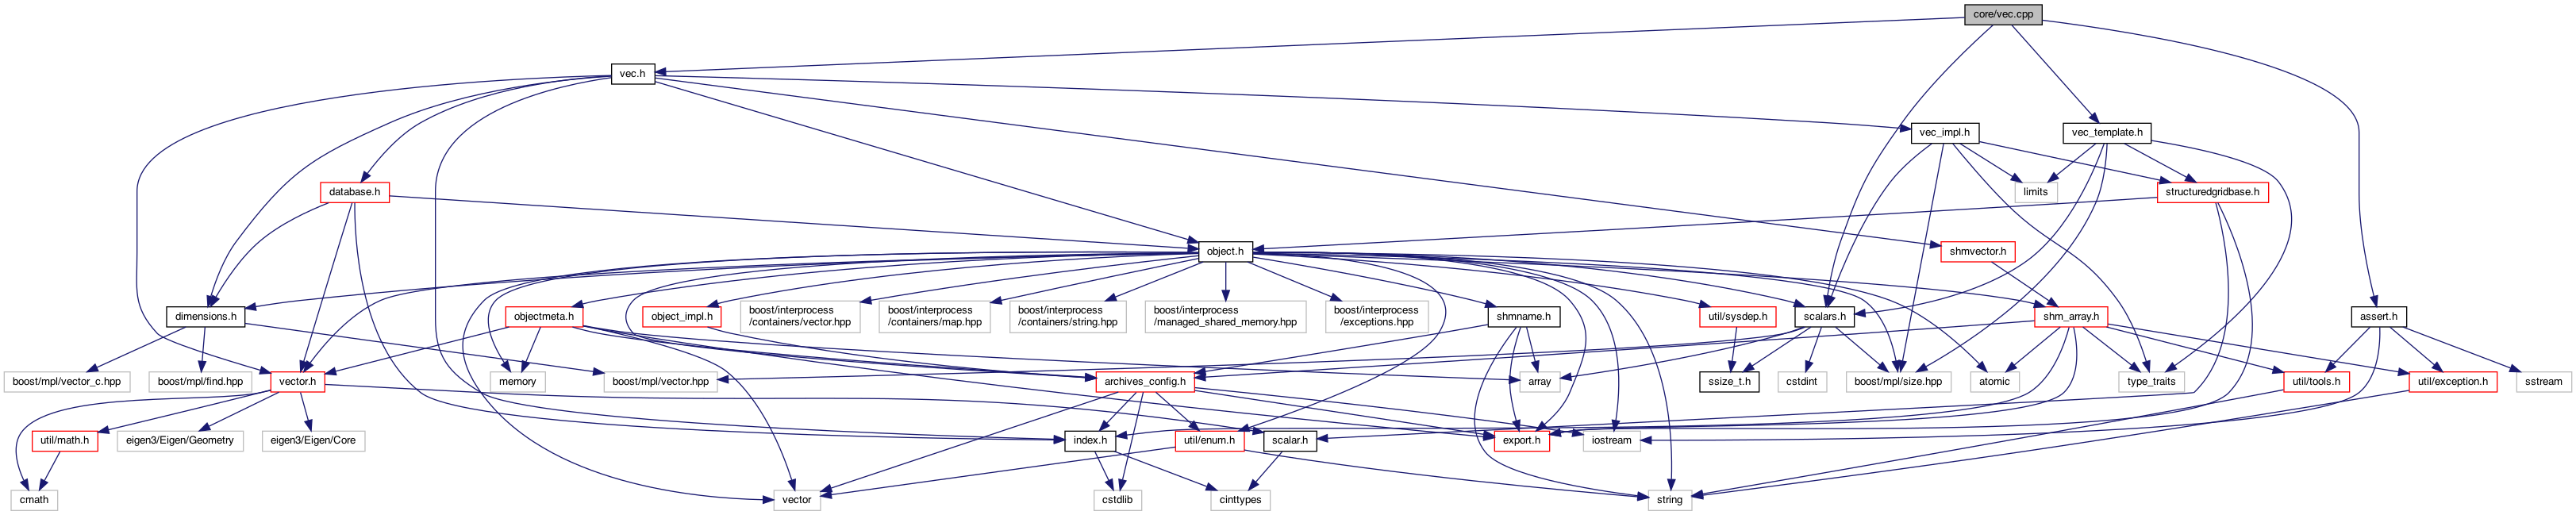 core/vec.cpp
vec.h
vec_impl.h
vec_template.h
database.h
limits
structuredgridbase.h
object.h
shmvector.h
dimensions.h
objectmeta.h
object_impl.h
boost/interprocess
/containers/vector.hpp
boost/interprocess
/containers/map.hpp
boost/interprocess
/containers/string.hpp
boost/interprocess
/managed_shared_memory.hpp
boost/interprocess
/exceptions.hpp
shmname.h
util/sysdep.h
scalars.h
shm_array.h
assert.h
boost/mpl/vector_c.hpp
boost/mpl/find.hpp
vector.h
memory
boost/mpl/vector.hpp
archives_config.h
array
ssize_t.h
cstdint
boost/mpl/size.hpp
atomic
type_traits
util/tools.h
util/exception.h
sstream
util/math.h
eigen3/Eigen/Geometry
eigen3/Eigen/Core
index.h
util/enum.h
scalar.h
export.h
iostream
cmath
vector
cstdlib
cinttypes
string